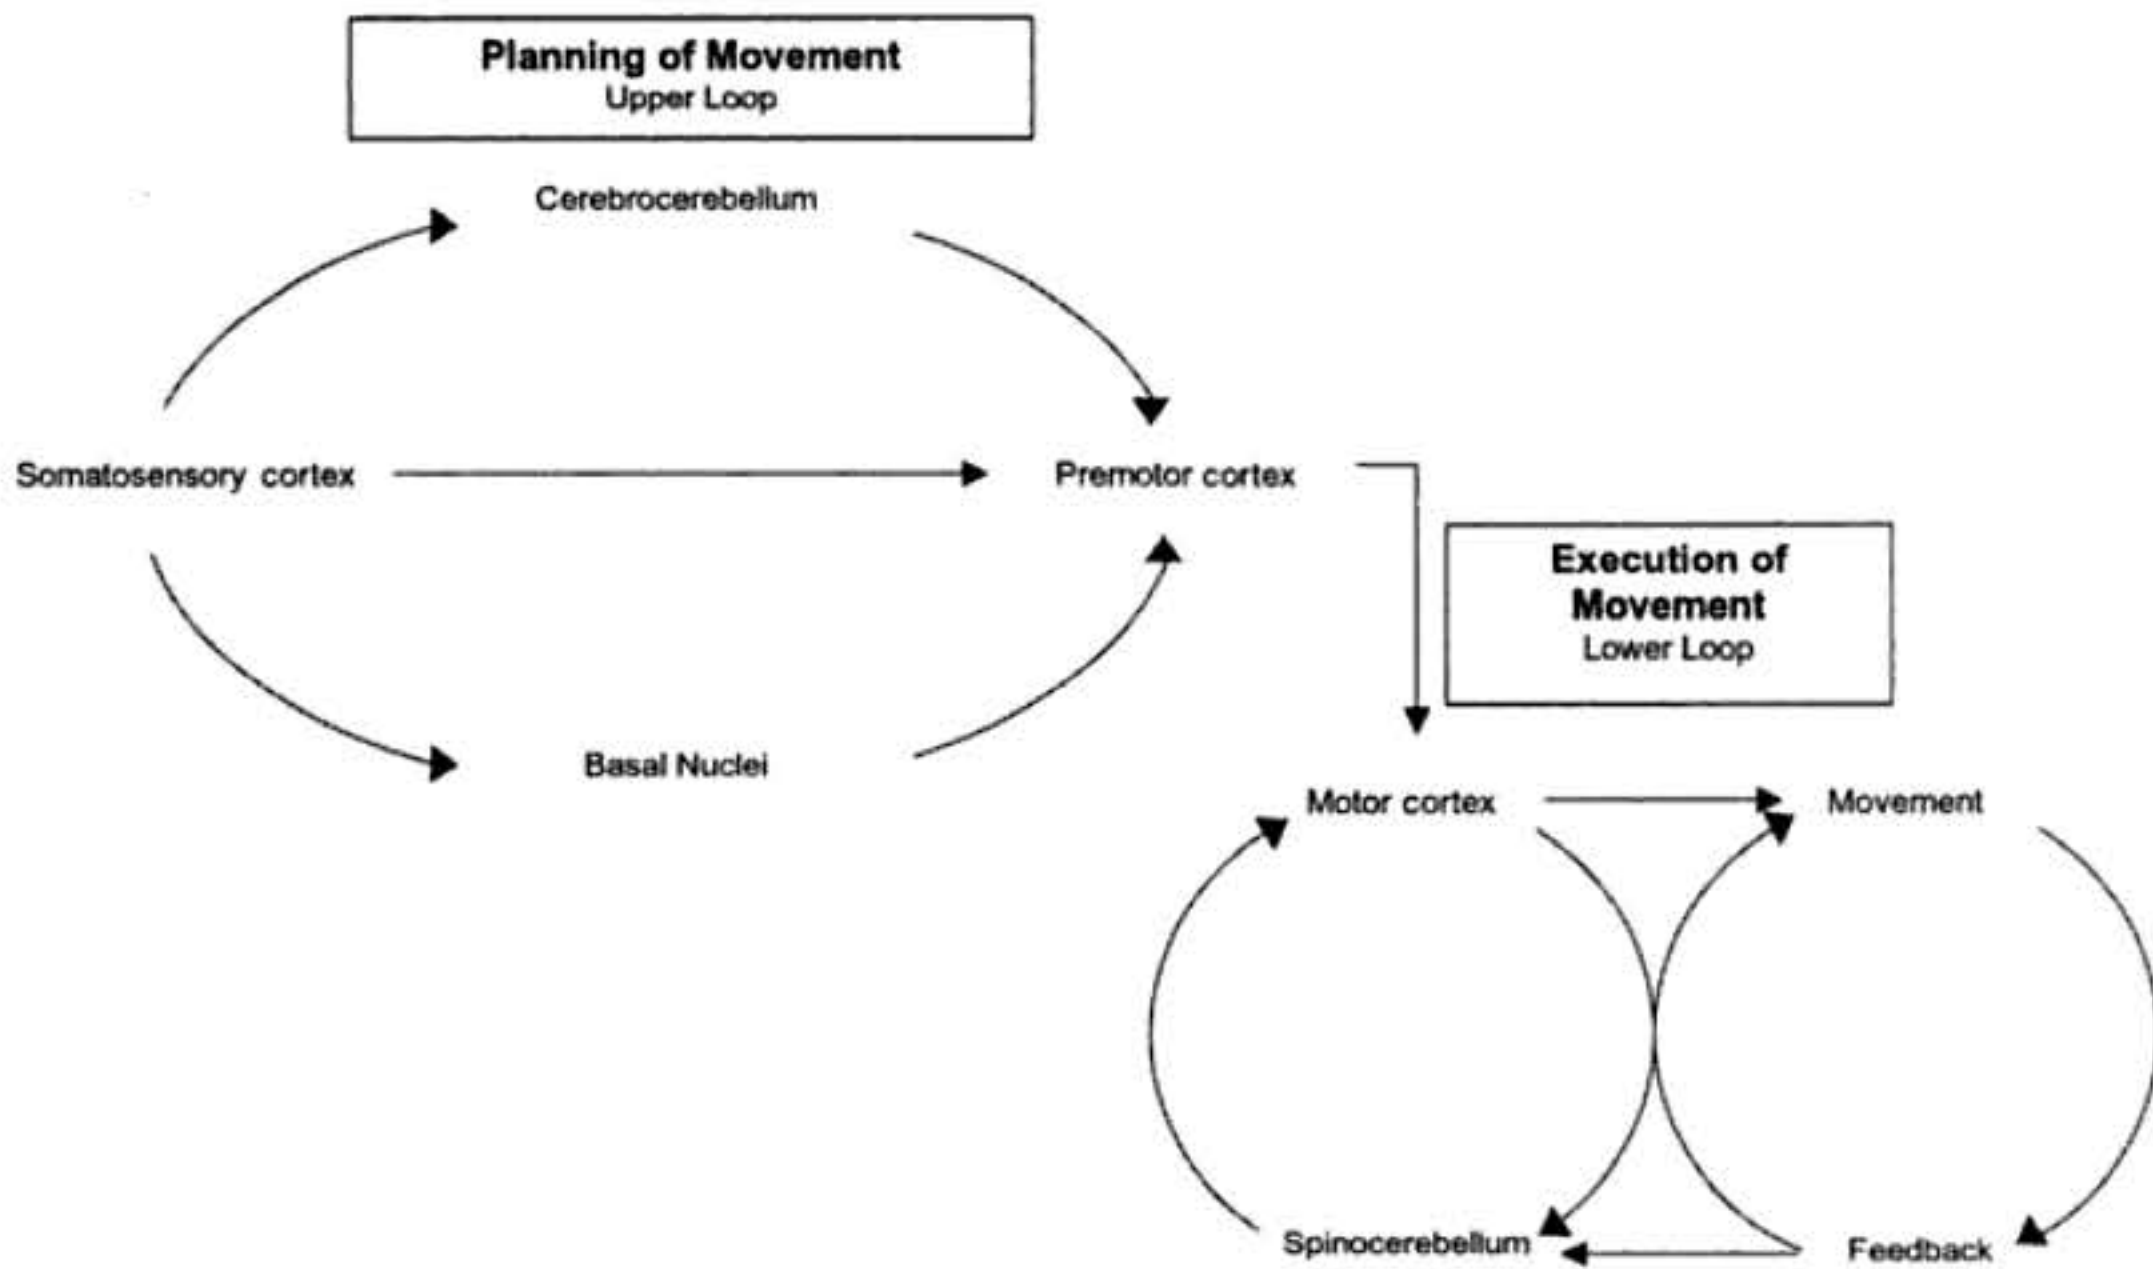 Planning of Movement
Upper Loop
Cerebrocerebellum
Somatosensory cortex
Premotor cortex
Execution of
Movement
Lower Loop
Basal Nuclei
Motor cortex
Movement
Spinocerebellum
Feedback